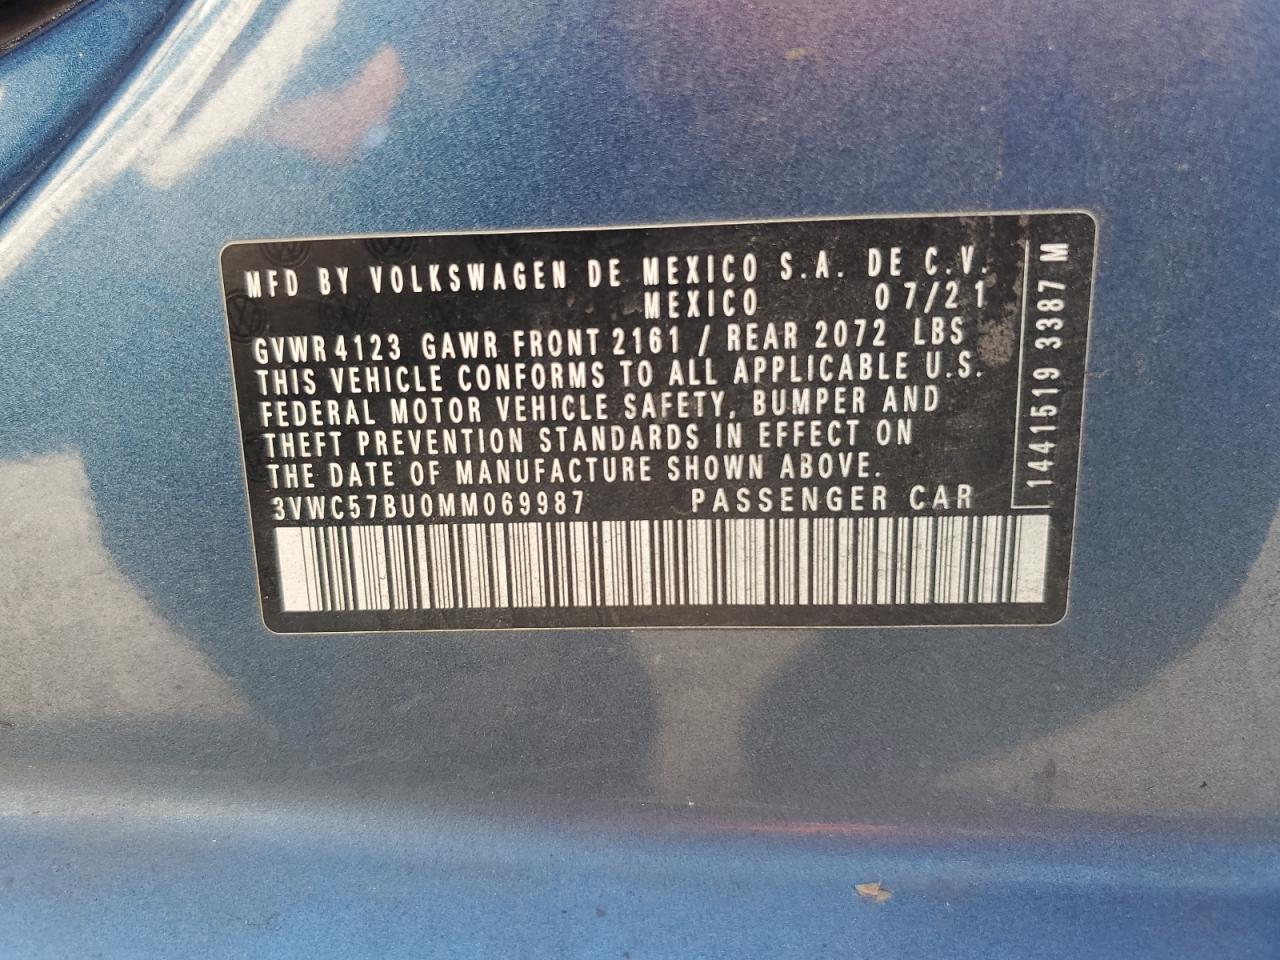 MFD BY VOLKSWAGEN DE MEXICO S.A. DE C.V.
MEXICO 07/21
GVWR 4123 GAWR FRONT 2161 / REAR 2072 LBS
THIS VEHICLE CONFORMS TO ALL APPLICABLE U.S.
FEDERAL MOTOR VEHICLE SAFETY, BUMPER AND
THEFT PREVENTION STANDARDS IN EFFECT ON
THE DATE OF MANUFACTURE SHOWN ABOVE.
3VWC57BU0MM069987 PASSENGER CAR
1441519 3387 M